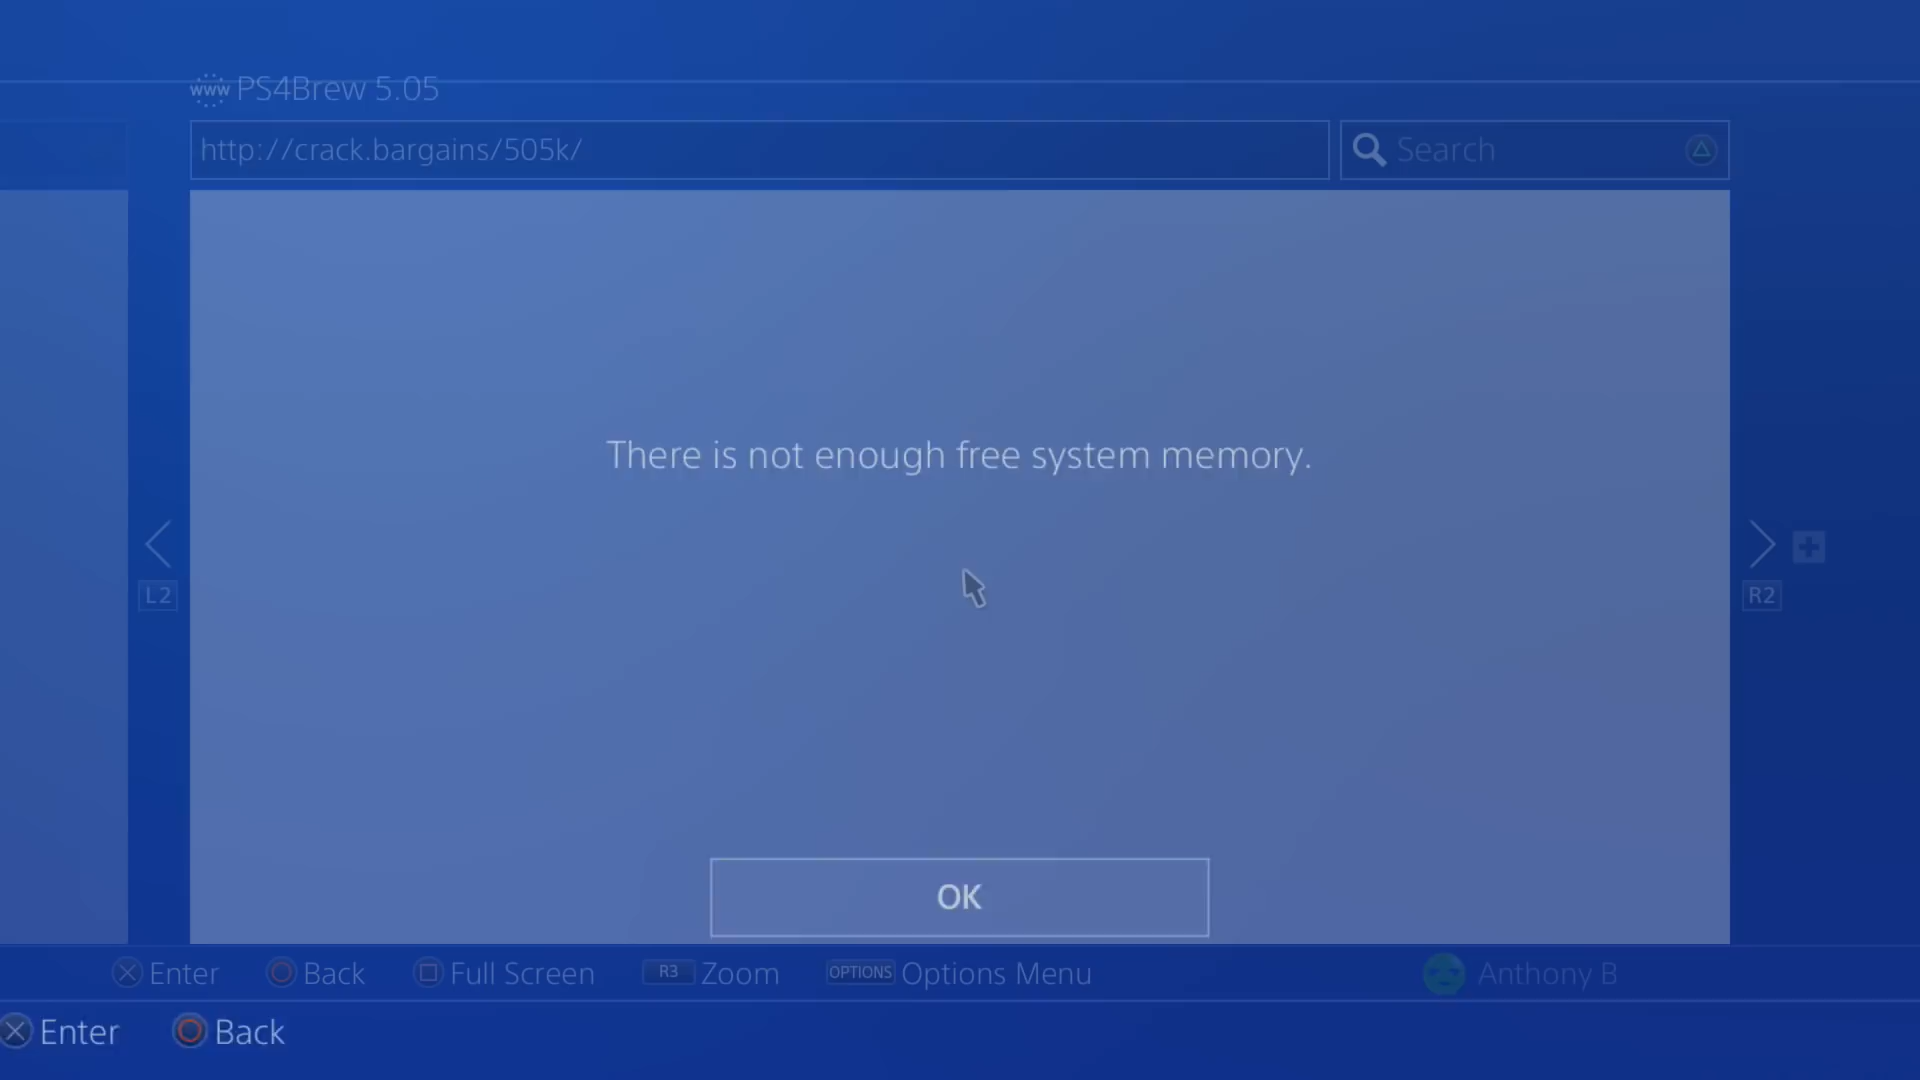 www PS4Brew 5.05
http://crack.bargains/505k/
Search
There is not enough free system memory.
L2
R2
OK
Enter Back Full Screen R3 Zoom OPTIONS Options Menu Anthony B
Enter Back